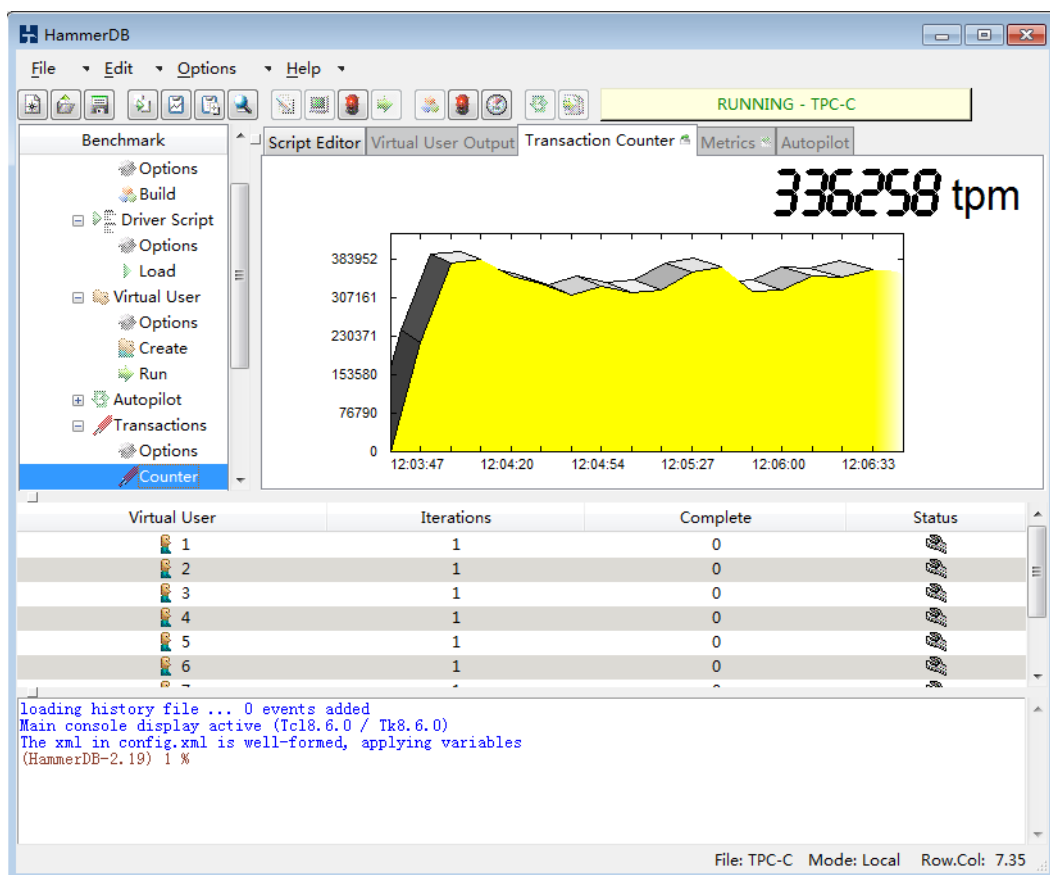 HammerDB
File Edit Options Help
RUNNING - TPC-C
Benchmark
Options
Build
Driver Script
Options
Load
Virtual User
Options
Create
Run
Autopilot
Transactions
Options
Counter
Script Editor Virtual User Output Transaction Counter Metrics Autopilot
336258 tpm
383952
307161
230371
153580
76790
0
12:03:47 12:04:20 12:04:54 12:05:27 12:06:00 12:06:33
Virtual User Iterations Complete Status
1 1 0
2 1 0
3 1 0
4 1 0
5 1 0
6 1 0
loading history file ... 0 events added
Main console display active (Tcl8.6.0 / Tk8.6.0)
The xml in config.xml is well-formed, applying variables
(HammerDB-2.19) 1 %
File: TPC-C Mode: Local Row.Col: 7.35